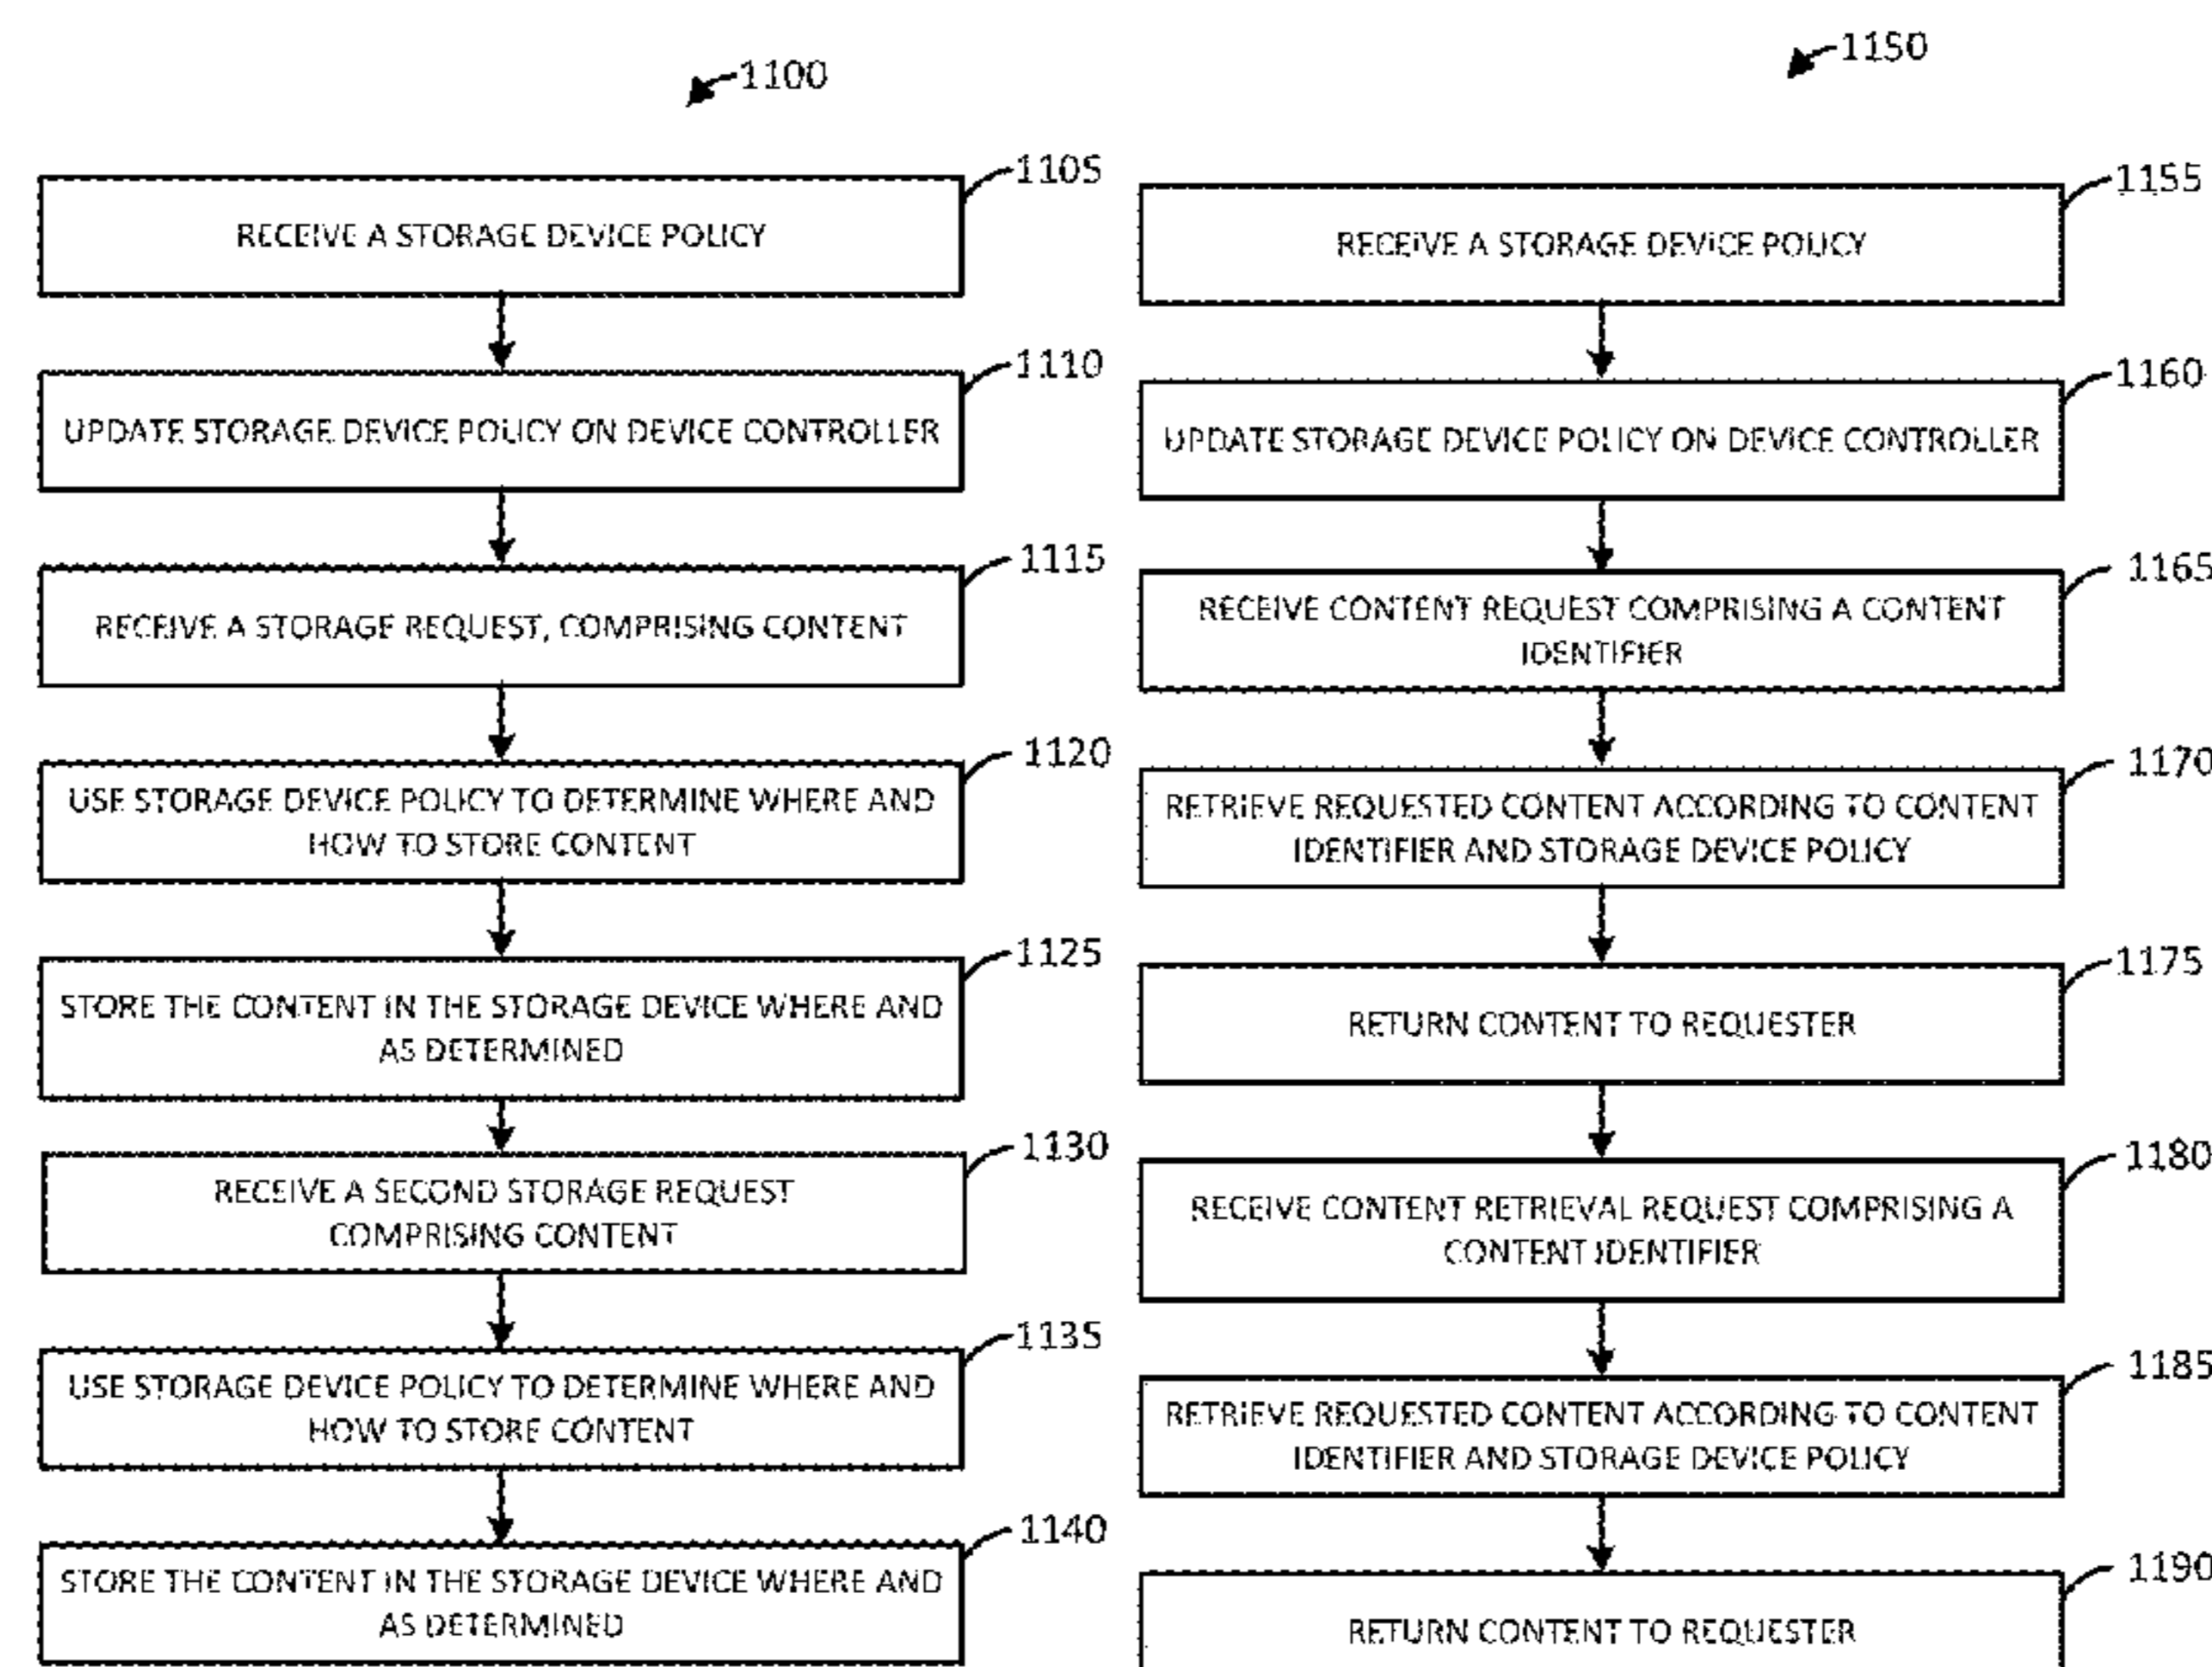 1100
1105
RECEIVE A STORAGE DEVICE POLICY
1110
UPDATE STORAGE DEVICE POLICY ON DEVICE CONTROLLER
1115
RECEIVE A STORAGE REQUEST, COMPRISING CONTENT
1120
USE STORAGE DEVICE POLICY TO DETERMINE WHERE AND
HOW TO STORE CONTENT
1125
STORE THE CONTENT IN THE STORAGE DEVICE WHERE AND
AS DETERMINED
1130
RECEIVE A SECOND STORAGE REQUEST
COMPRISING CONTENT
1135
USE STORAGE DEVICE POLICY TO DETERMINE WHERE AND
HOW TO STORE CONTENT
1140
STORE THE CONTENT IN THE STORAGE DEVICE WHERE AND
AS DETERMINED
1150
1155
RECEIVE A STORAGE DEVICE POLICY
1160
UPDATE STORAGE DEVICE POLICY ON DEVICE CONTROLLER
1165
RECEIVE CONTENT REQUEST COMPRISING A CONTENT
IDENTIFIER
1170
RETRIEVE REQUESTED CONTENT ACCORDING TO CONTENT
IDENTIFIER AND STORAGE DEVICE POLICY
1175
RETURN CONTENT TO REQUESTER
1180
RECEIVE CONTENT RETRIEVAL REQUEST COMPRISING A
CONTENT IDENTIFIER
1185
RETRIEVE REQUESTED CONTENT ACCORDING TO CONTENT
IDENTIFIER AND STORAGE DEVICE POLICY
1190
RETURN CONTENT TO REQUESTER